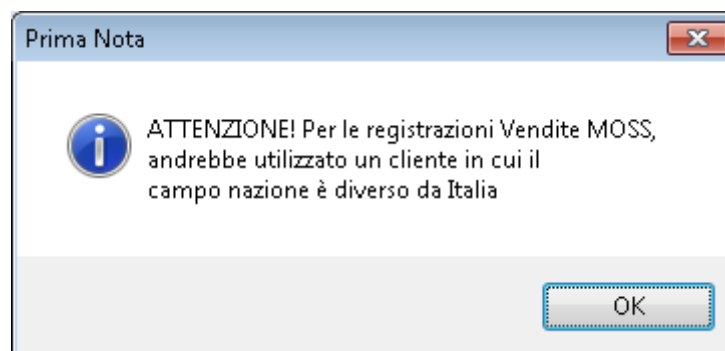 Prima Nota
ATTENZIONE! Per le registrazioni Vendite MOSS,
andrebbe utilizzato un cliente in cui il
campo nazione è diverso da Italia
OK